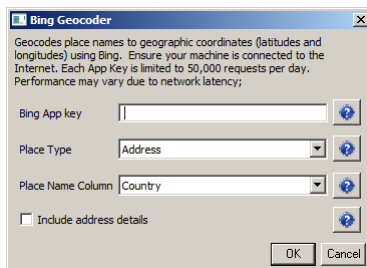 Bing Geocoder
Geocodes place names to geographic coordinates (latitudes and
longitudes) using Bing. Ensure your machine is connected to the
Internet. Each App Key is limited to 50,000 requests per day.
Performance may vary due to network latency;
Bing App key
Place Type Address
Place Name Column Country
Include address details
OK Cancel